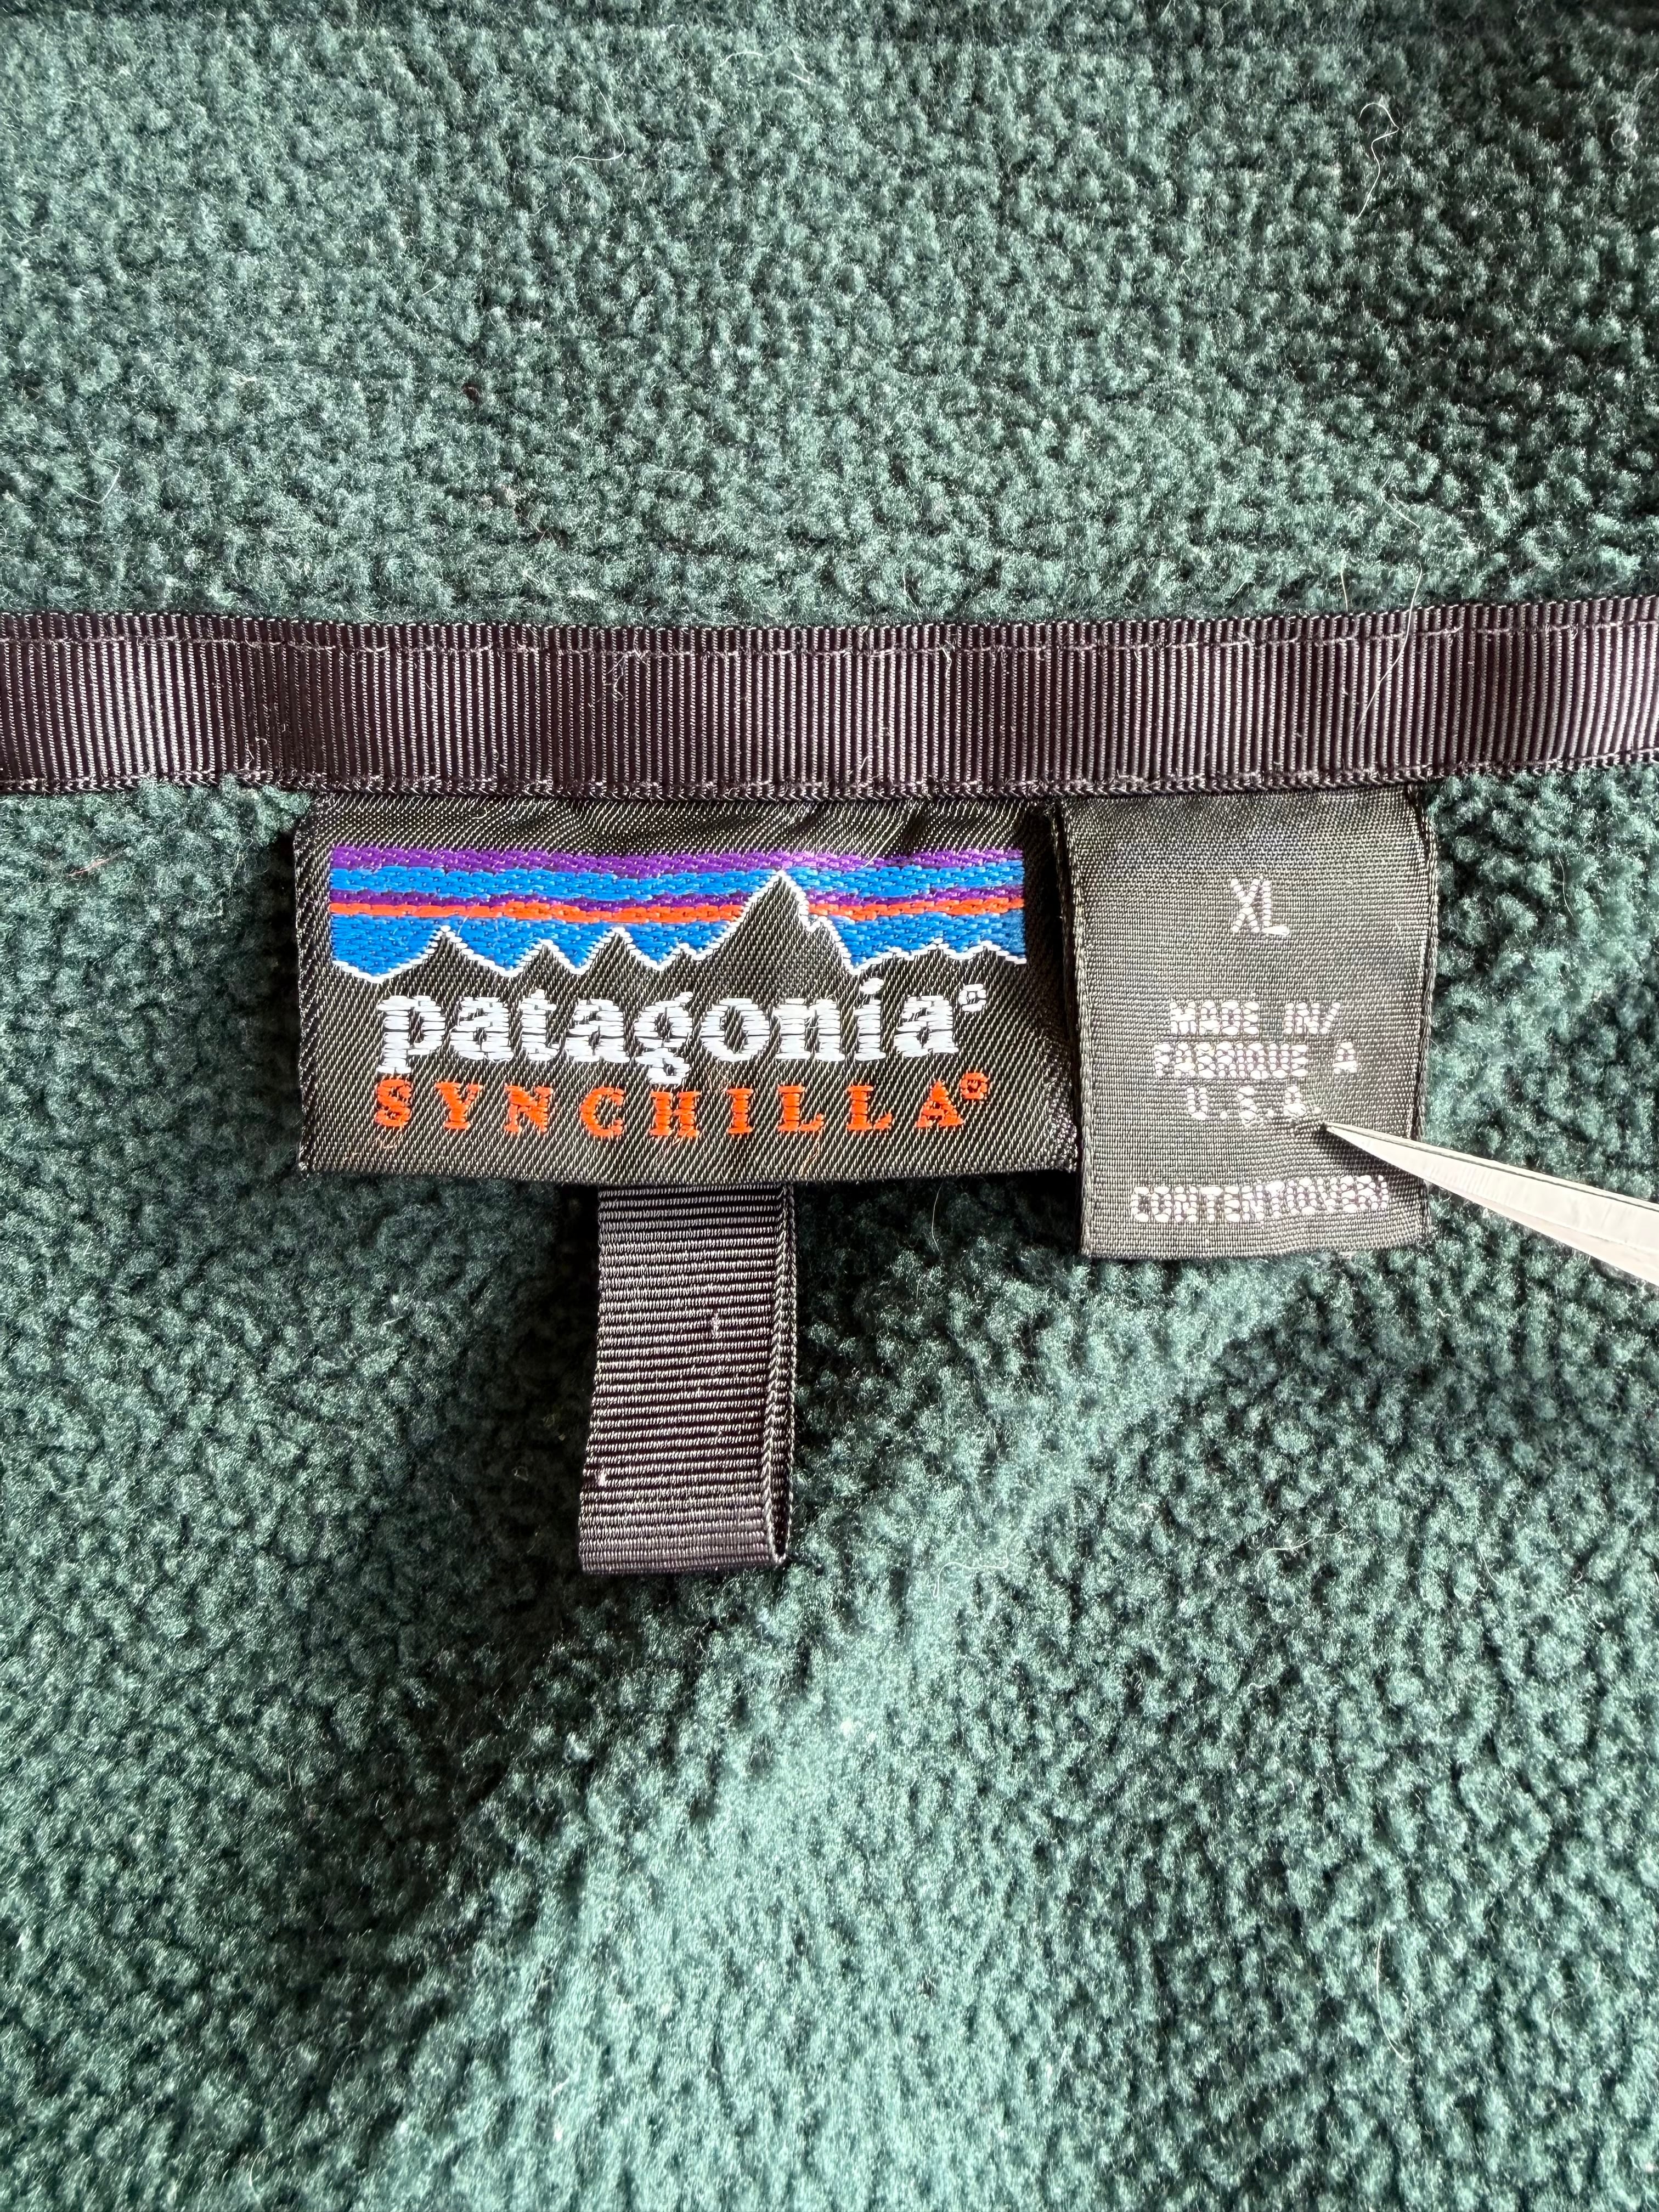 patagonia®
SYNCHILLA®
XL
MADE IN/
FABRIQUE A
U.S.A.
CONTENT(OVER)